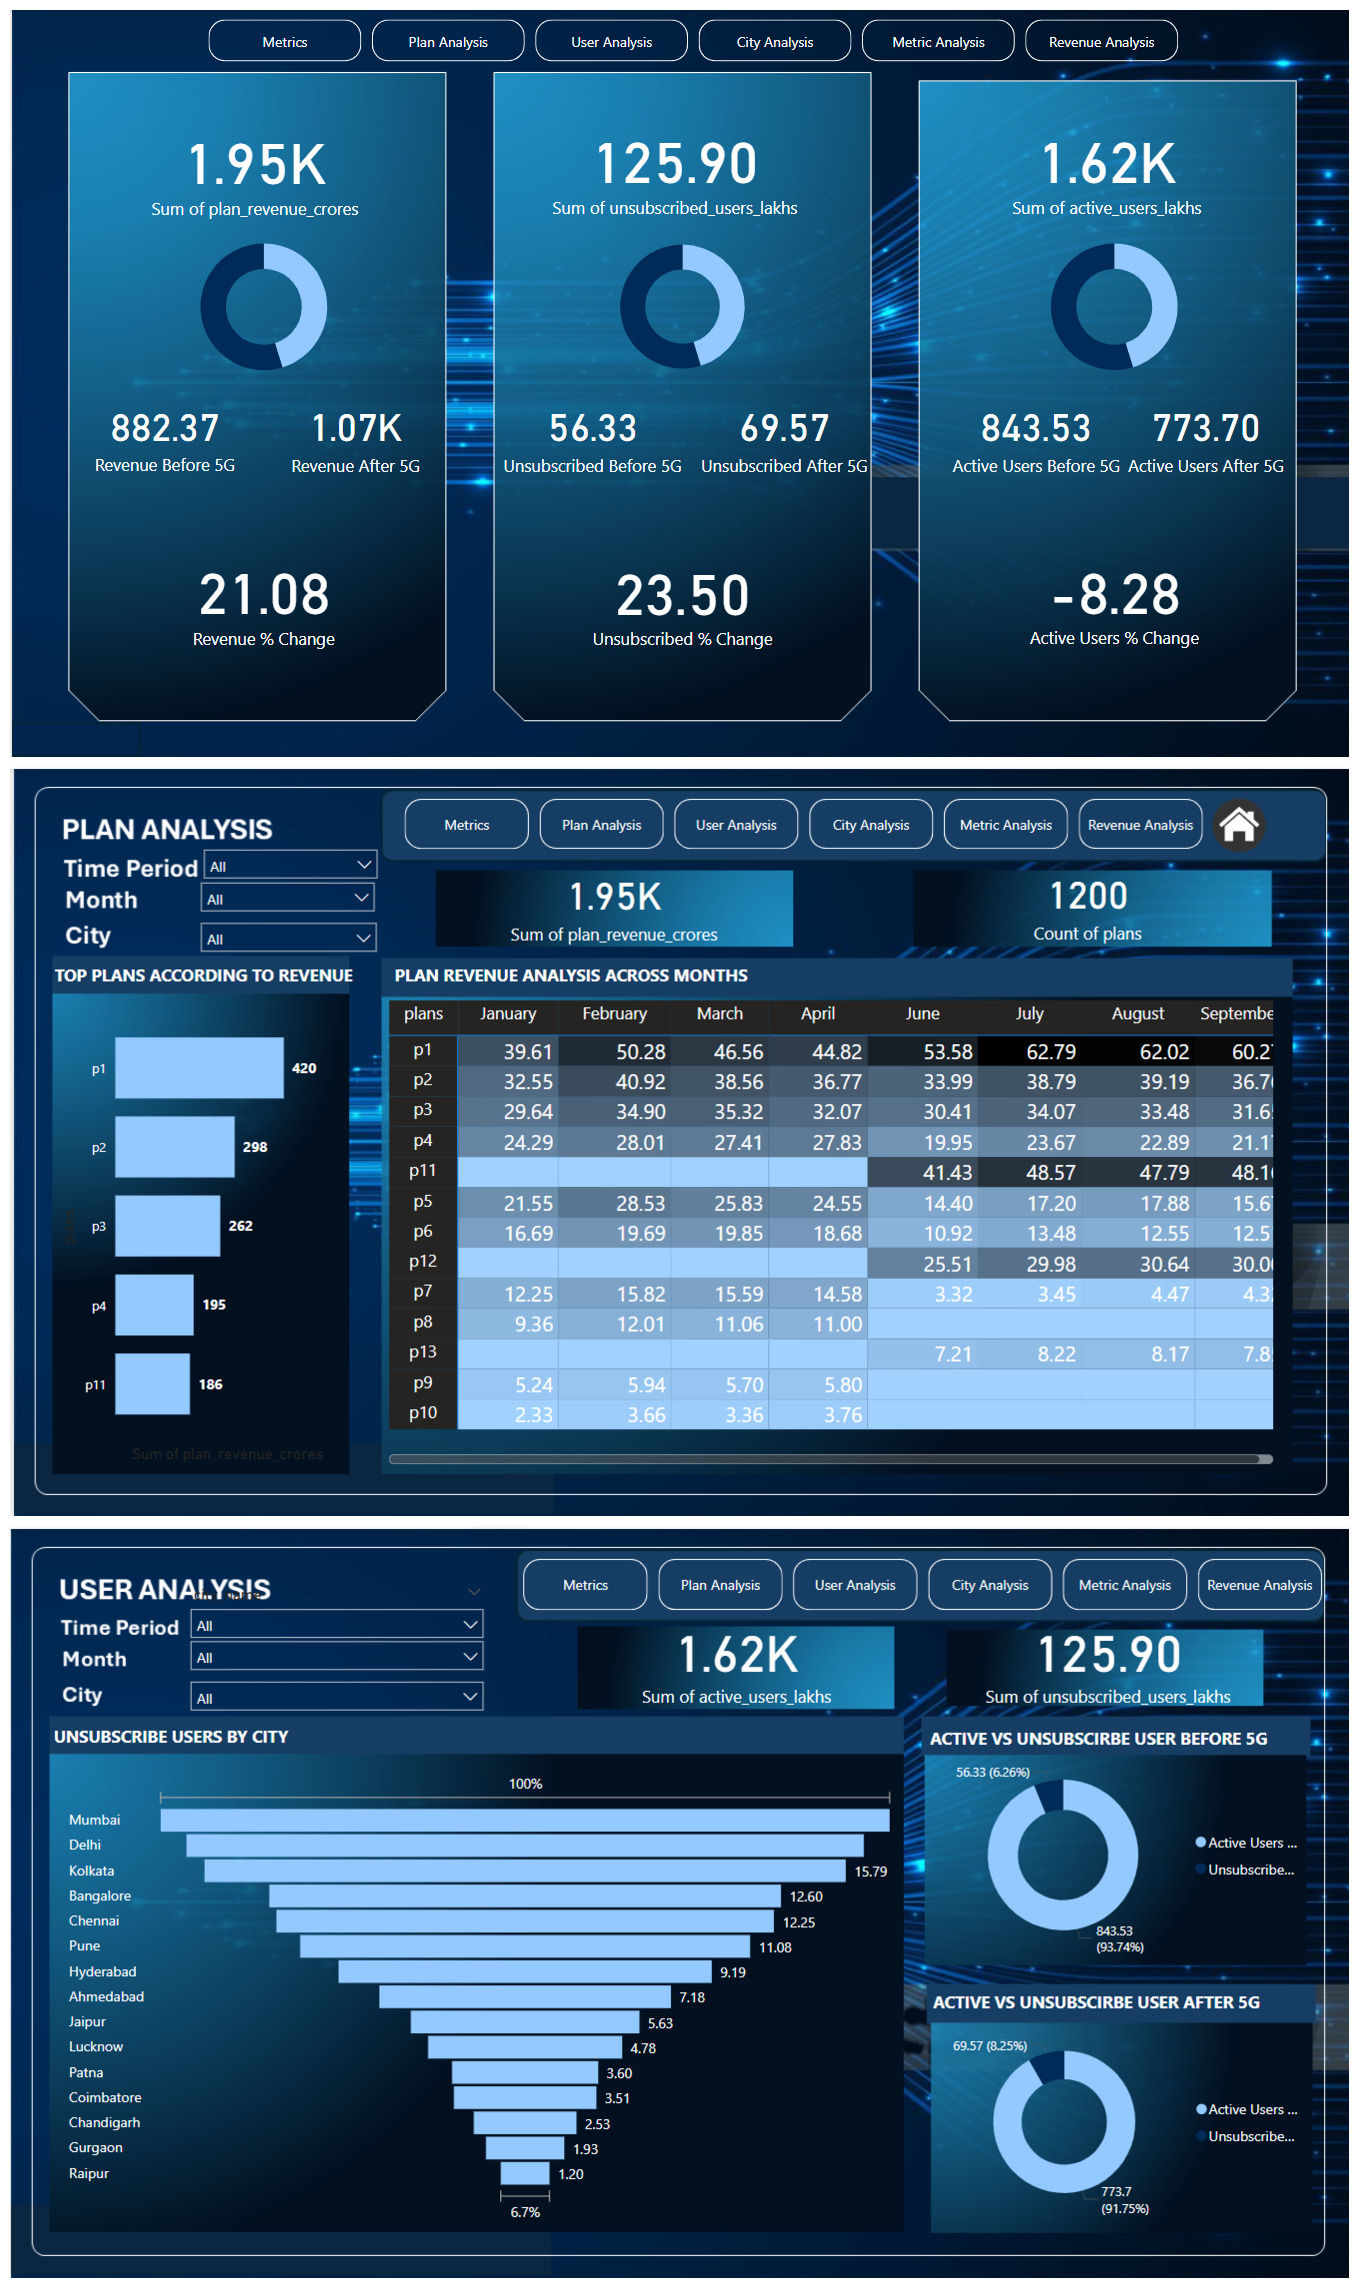 Metrics Plan Analysis User Analysis City Analysis Metric Analysis Revenue Analysis
1.95K
Sum of plan_revenue_crores
882.37 1.07K
Revenue Before 5G Revenue After 5G
21.08
Revenue % Change
125.90
Sum of unsubscribed_users_lakhs
56.33 69.57
Unsubscribed Before 5G Unsubscribed After 5G
23.50
Unsubscribed % Change
1.62K
Sum of active_users_lakhs
843.53 773.70
Active Users Before 5G Active Users After 5G
-8.28
Active Users % Change
PLAN ANALYSIS
Metrics Plan Analysis User Analysis City Analysis Metric Analysis Revenue Analysis
Time Period All
Month All
City All
1.95K
Sum of plan_revenue_crores
1200
Count of plans
TOP PLANS ACCORDING TO REVENUE
p1 420
p2 298
p3 262
p4 195
p11 186
Sum of plan_revenue_crores
PLAN REVENUE ANALYSIS ACROSS MONTHS
plans January February March April June July August Septembe
p1 39.61 50.28 46.56 44.82 53.58 62.79 62.02 60.27
p2 32.55 40.92 38.56 36.77 33.99 38.79 39.19 36.76
p3 29.64 34.90 35.32 32.07 30.41 34.07 33.48 31.6
p4 24.29 28.01 27.41 27.83 19.95 23.67 22.89 21.1
p11 41.43 48.57 47.79 48.1
p5 21.55 28.53 25.83 24.55 14.40 17.20 17.88 15.6
p6 16.69 19.69 19.85 18.68 10.92 13.48 12.55 12.5
p12 25.51 29.98 30.64 30.0
p7 12.25 15.82 15.59 14.58 3.32 3.45 4.47 4.3
p8 9.36 12.01 11.06 11.00
p13 7.21 8.22 8.17 7.8
p9 5.24 5.94 5.70 5.80
p10 2.33 3.66 3.36 3.76
USER ANALYSIS
Metrics Plan Analysis User Analysis City Analysis Metric Analysis Revenue Analysis
Time Period All
Month All
City All
1.62K
Sum of active_users_lakhs
125.90
Sum of unsubscribed_users_lakhs
UNSUBSCRIBE USERS BY CITY
100%
Mumbai
Delhi
Kolkata 15.79
Bangalore 12.60
Chennai 12.25
Pune 11.08
Hyderabad 9.19
Ahmedabad 7.18
Jaipur 5.63
Lucknow 4.78
Patna 3.60
Coimbatore 3.51
Chandigarh 2.53
Gurgaon 1.93
Raipur 1.20
6.7%
ACTIVE VS UNSUBSCIRBE USER BEFORE 5G
56.33 (6.26%)
Active Users ...
Unsubscribe...
843.53
(93.74%)
ACTIVE VS UNSUBSCIRBE USER AFTER 5G
69.57 (8.25%)
Active Users ...
Unsubscribe...
773.7
(91.75%)